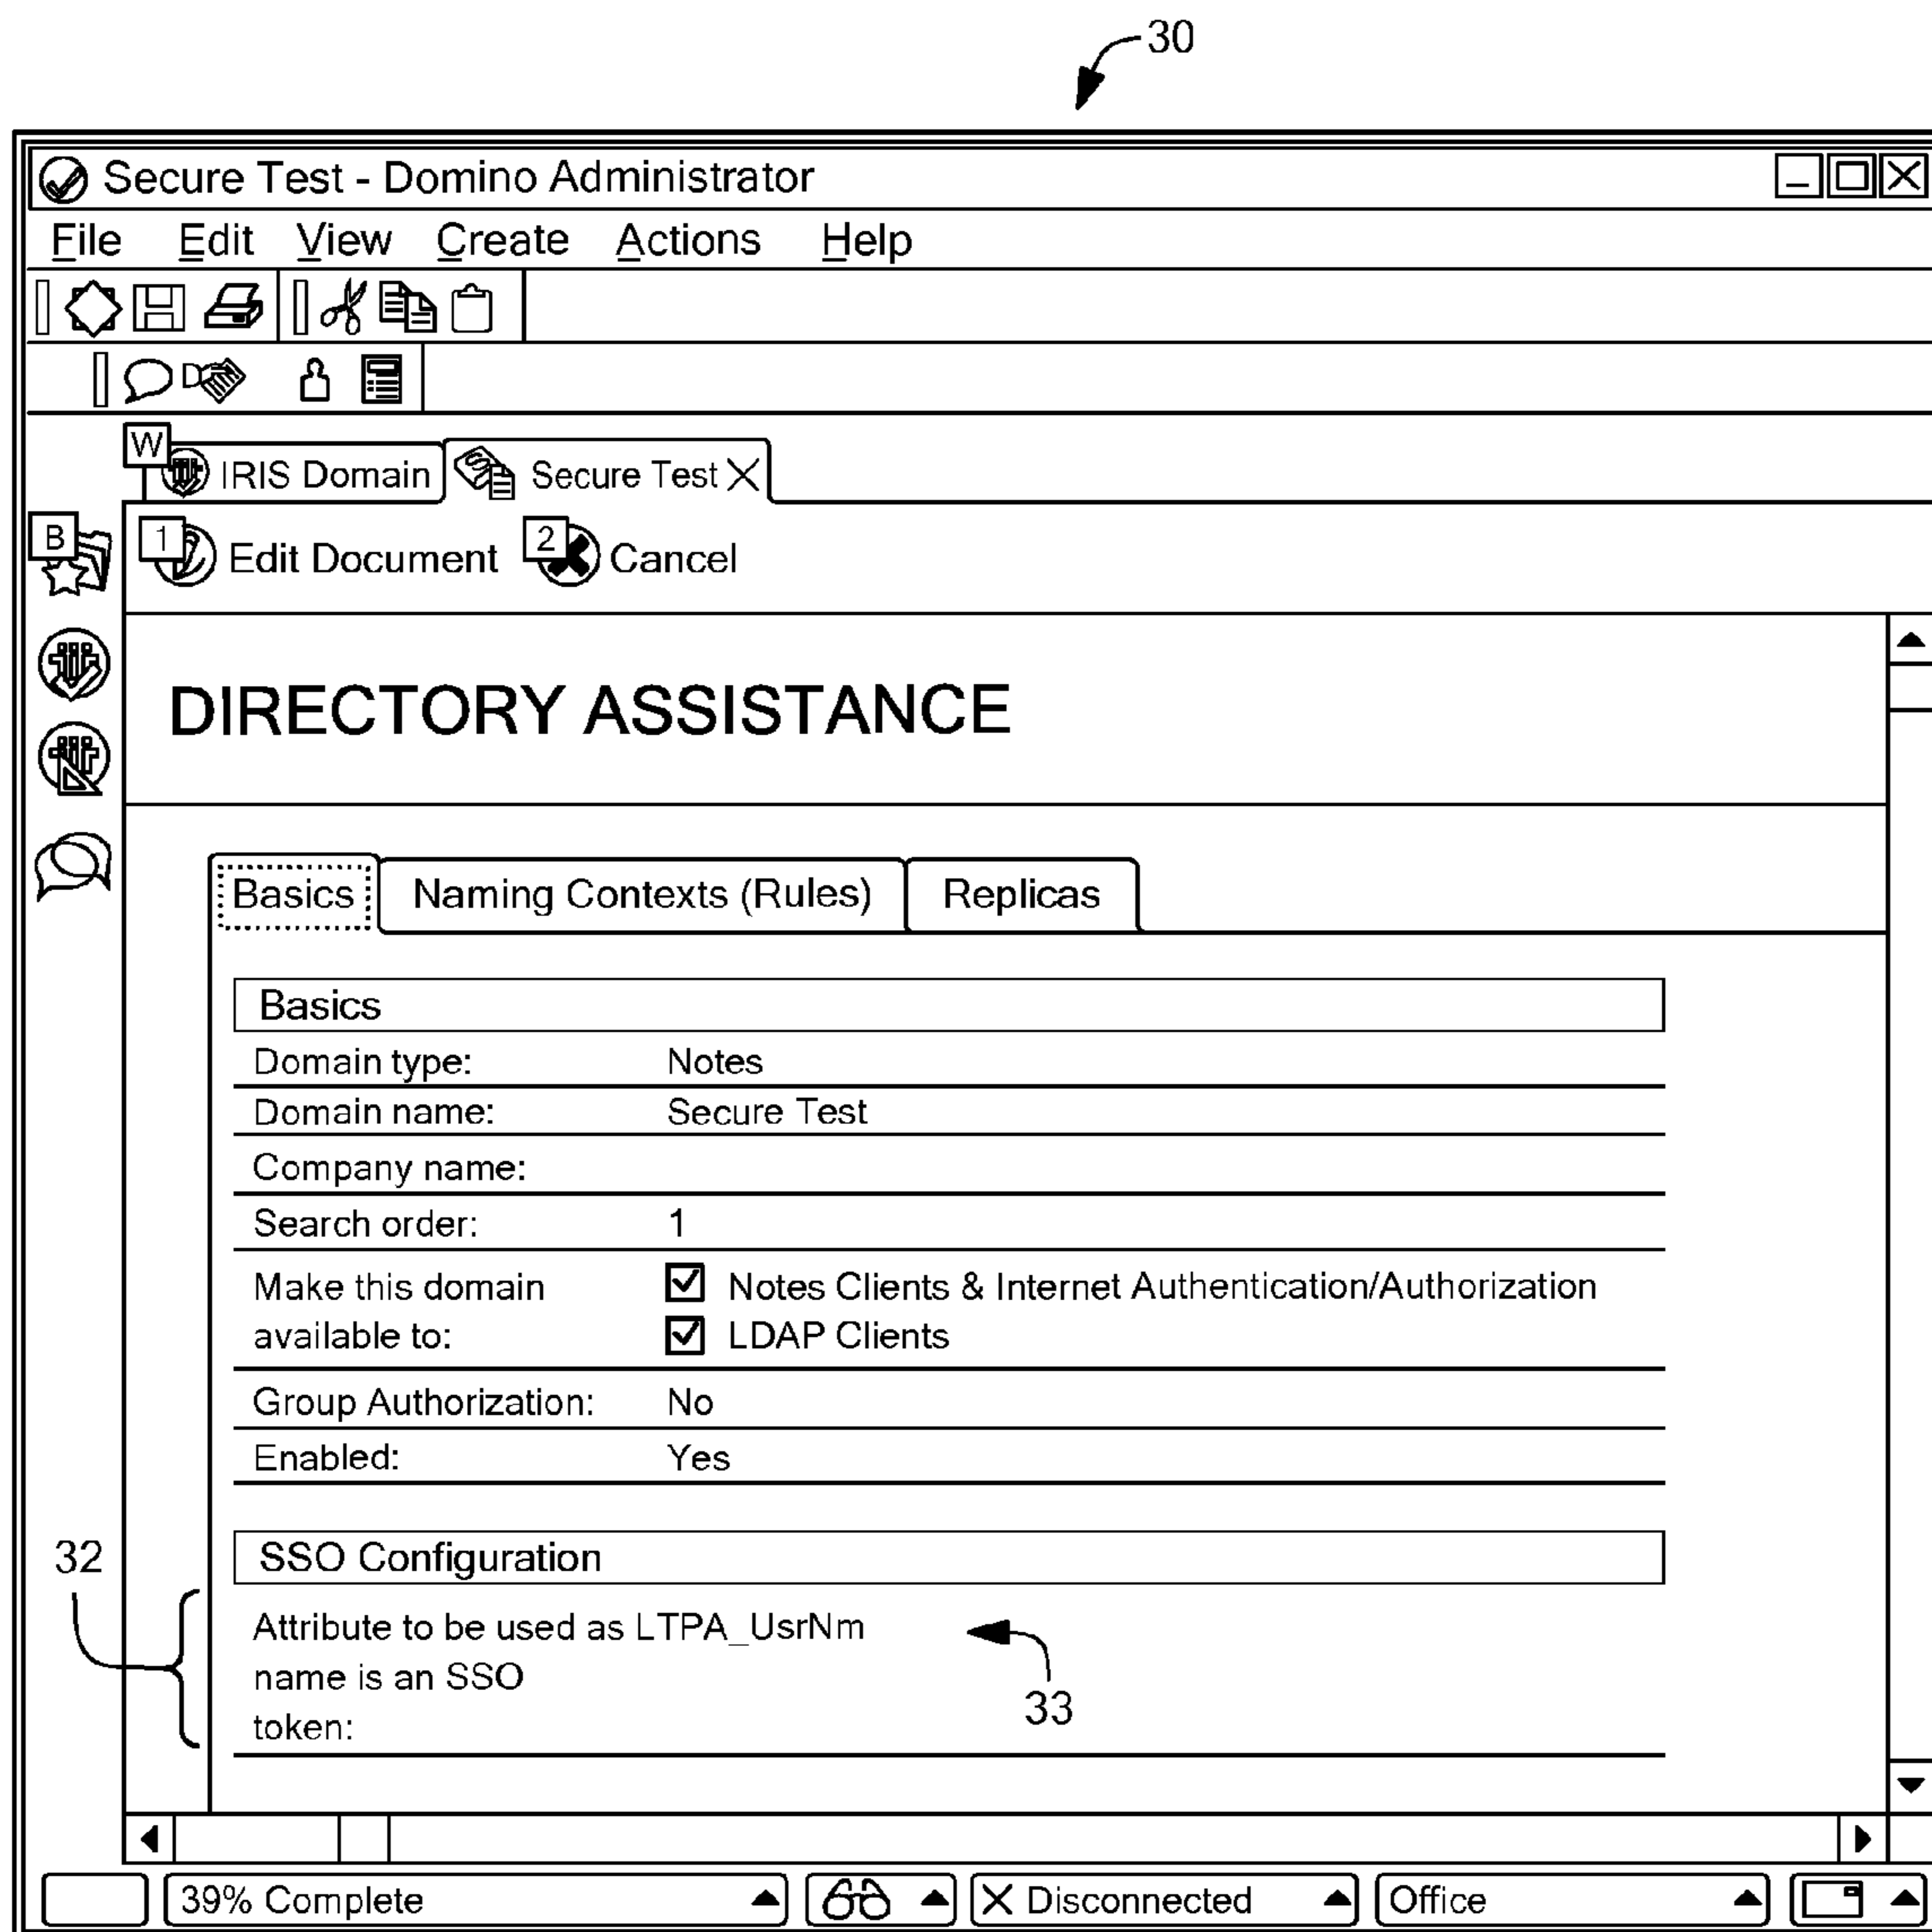 30
Secure Test - Domino Administrator
File Edit View Create Actions Help
D
W
IRIS Domain Secure Test
B 1 Edit Document 2 Cancel
DIRECTORY ASSISTANCE
Basics Naming Contexts (Rules) Replicas
Basics
Domain type: Notes
Domain name: Secure Test
Company name:
Search order: 1
Make this domain Notes Clients & Internet Authentication/Authorization
available to: LDAP Clients
Group Authorization: No
Enabled: Yes
32
SSO Configuration
Attribute to be used as LTPA_UsrNm
name is an SSO
token:
33
39% Complete Disconnected Office